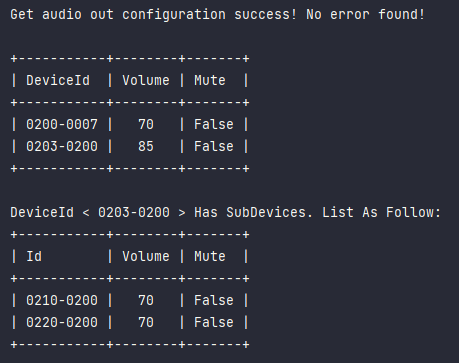 Get audio out configuration success! No error found!

+-----------+--------+-------+
| DeviceId  | Volume | Mute  |
+-----------+--------+-------+
| 0200-0007 |   70   | False |
| 0203-0200 |   85   | False |
+-----------+--------+-------+

DeviceId < 0203-0200 > Has SubDevices. List As Follow:
+-----------+--------+-------+
| Id        | Volume | Mute  |
+-----------+--------+-------+
| 0210-0200 |   70   | False |
| 0220-0200 |   70   | False |
+-----------+--------+-------+